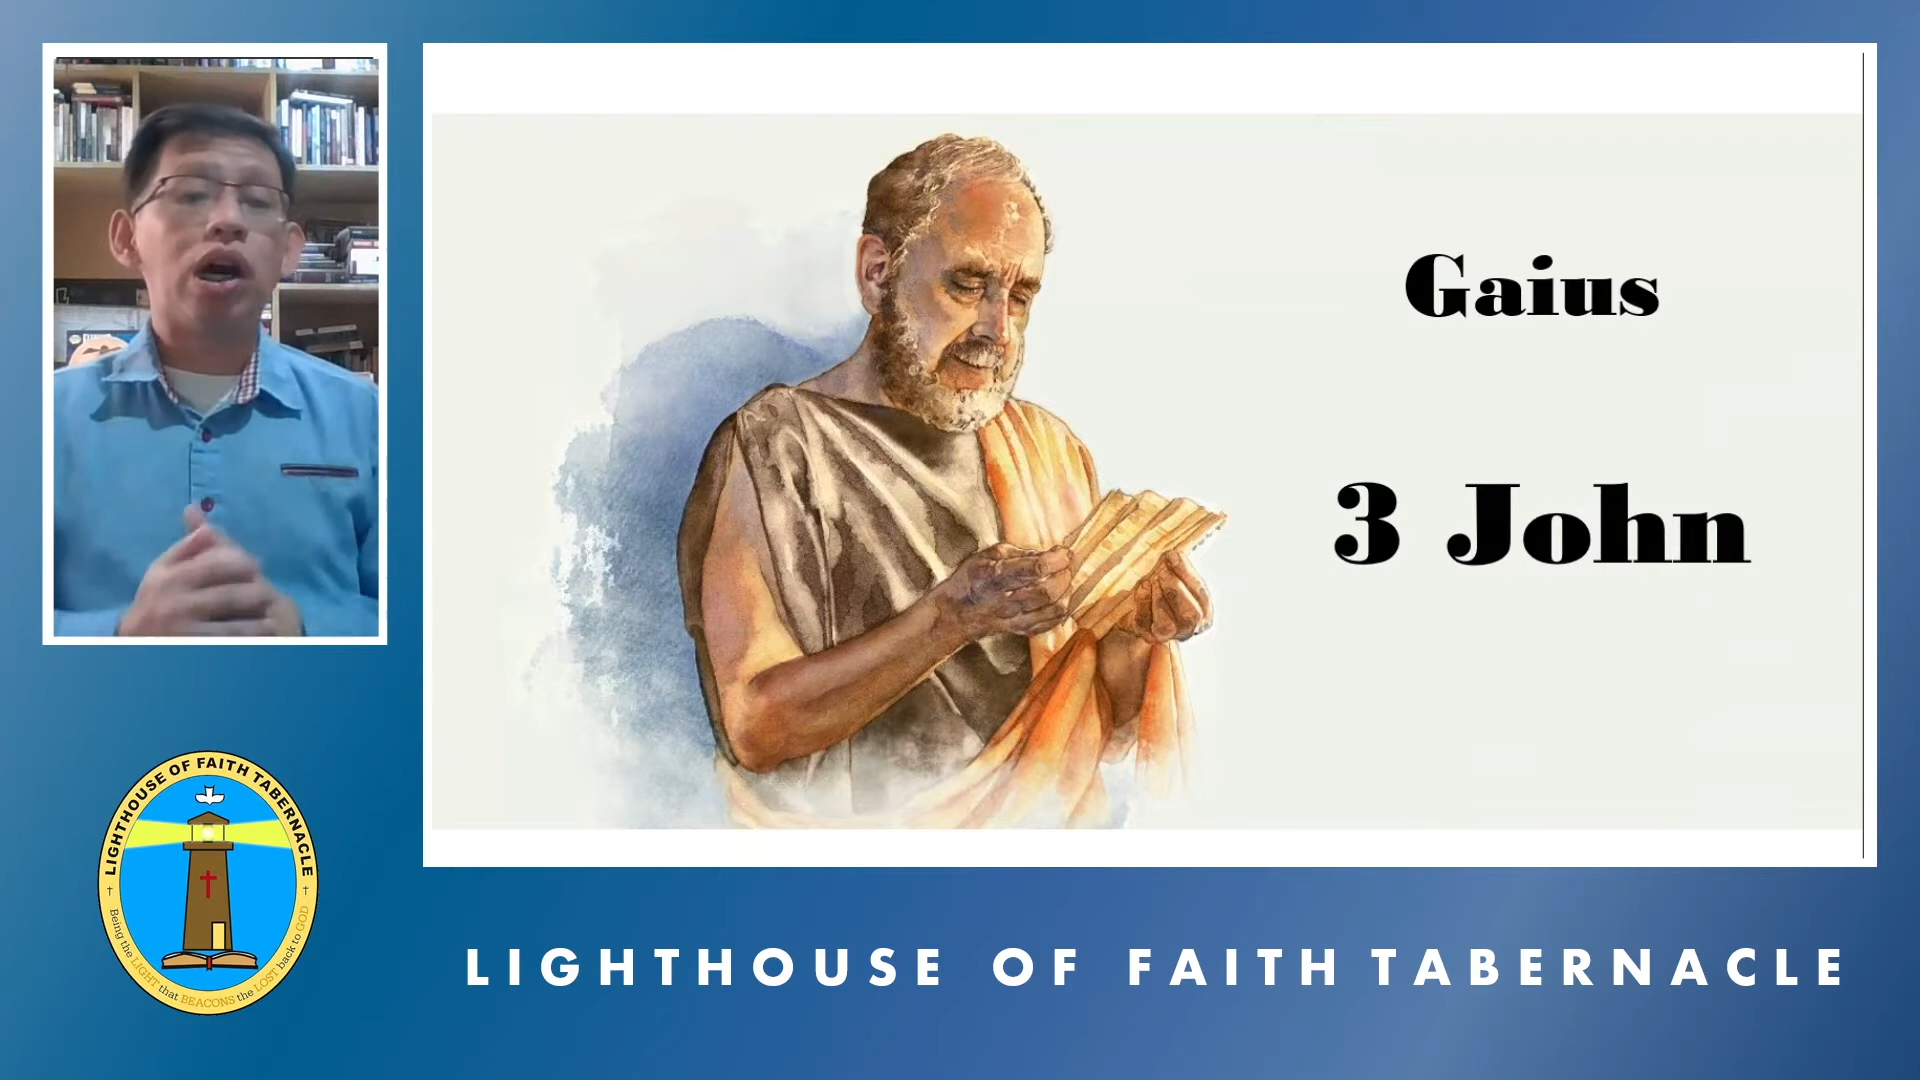 Gaius
3 John
LIGHTHOUSE OF FAITH TABERNACLE
Being the LIGHT that BEACONS the LOST back to GOD
LIGHTHOUSE OF FAITH TABERNACLE